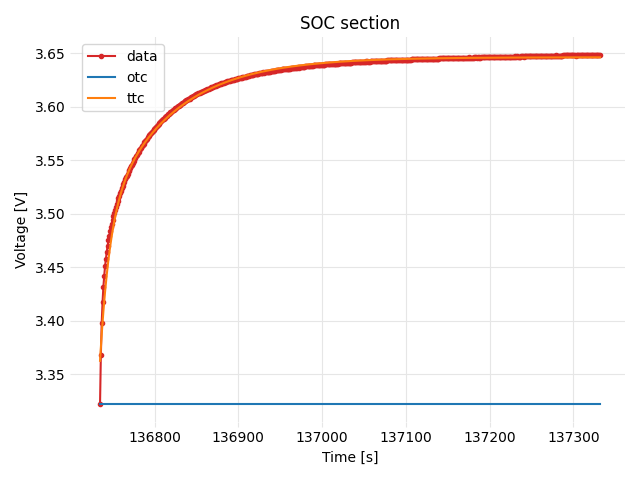 SOC section
data
otc
ttc
Voltage [V]
3.65
3.60
3.55
3.50
3.45
3.40
3.35
136800 136900 137000 137100 137200 137300
Time [s]